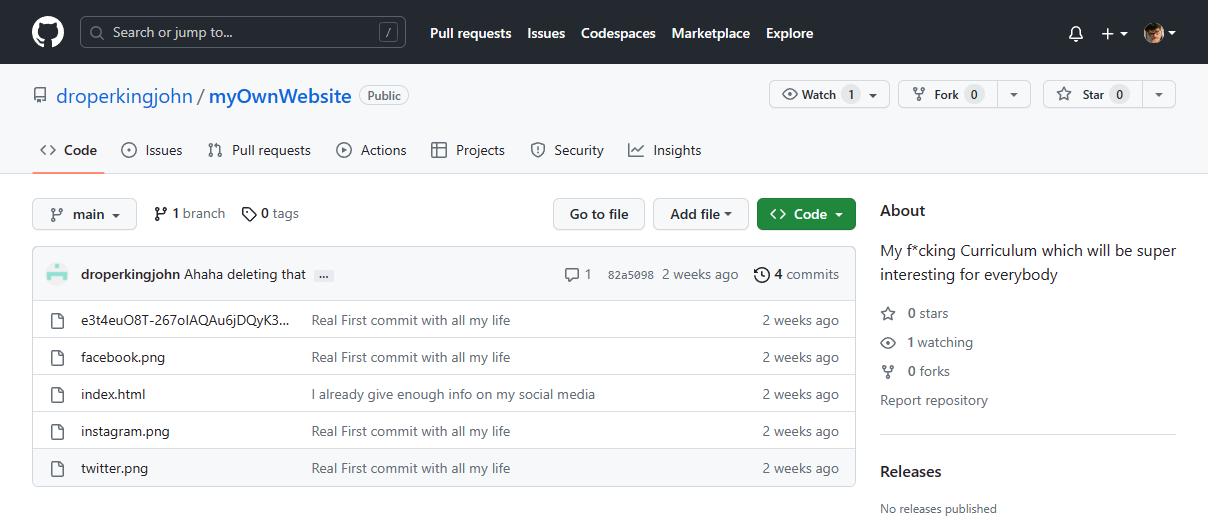 Search or jump to... /
Pull requests Issues Codespaces Marketplace Explore
droperkingjohn / myOwnWebsite Public
Watch 1 Fork 0 Star 0
Code Issues Pull requests Actions Projects Security Insights
main 1 branch 0 tags Go to file Add file Code
droperkingjohn Ahaha deleting that ... 1 82a5098 2 weeks ago 4 commits
e3t4euO8T-267oIAQAu6jDQyK3... Real First commit with all my life 2 weeks ago
facebook.png Real First commit with all my life 2 weeks ago
index.html I already give enough info on my social media 2 weeks ago
instagram.png Real First commit with all my life 2 weeks ago
twitter.png Real First commit with all my life 2 weeks ago
About
My f*cking Curriculum which will be super
interesting for everybody
0 stars
1 watching
0 forks
Report repository
Releases
No releases published